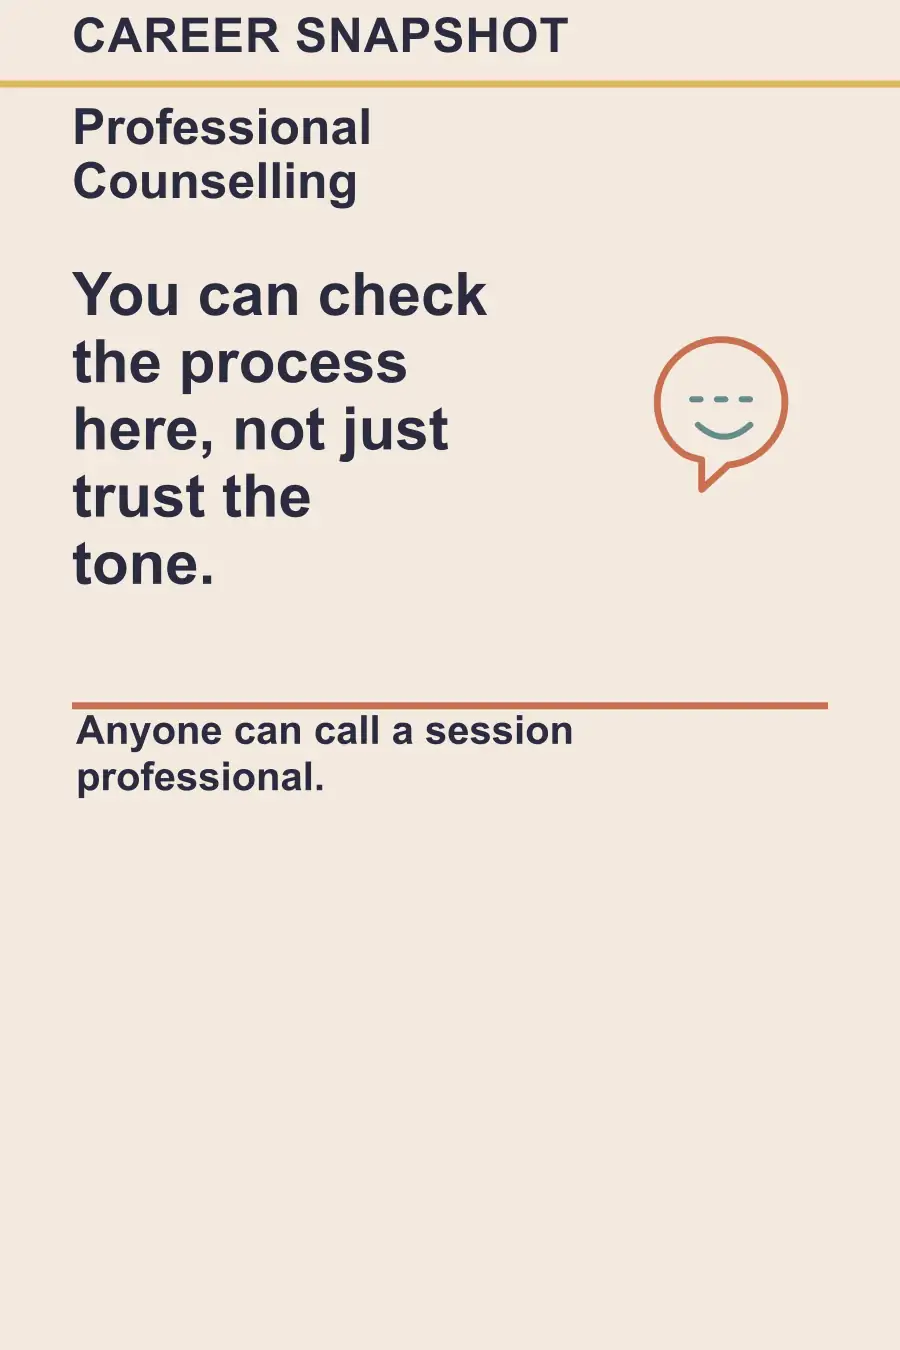 CAREER SNAPSHOT
Professional
Counselling
You can check
the process
here, not just
trust the
tone.
Anyone can call a session
professional.